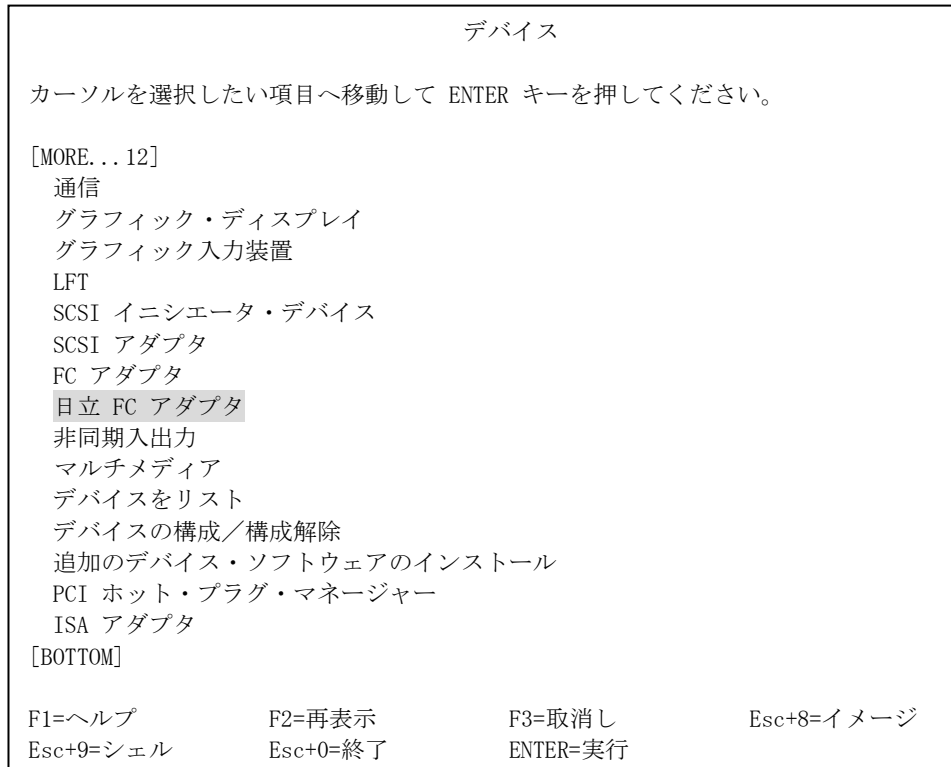 デバイス
カーソルを選択したい項目へ移動して ENTER キーを押してください。
[MORE...12]
通信
グラフィック・ディスプレイ
グラフィック入力装置
LFT
SCSI イニシエータ・デバイス
SCSI アダプタ
FC アダプタ
日立 FC アダプタ
非同期入出力
マルチメディア
デバイスをリスト
デバイスの構成／構成解除
追加のデバイス・ソフトウェアのインストール
PCI ホット・プラグ・マネージャー
ISA アダプタ
[BOTTOM]
F1=ヘルプ F2=再表示 F3=取消し Esc+8=イメージ
Esc+9=シェル Esc+0=終了 ENTER=実行